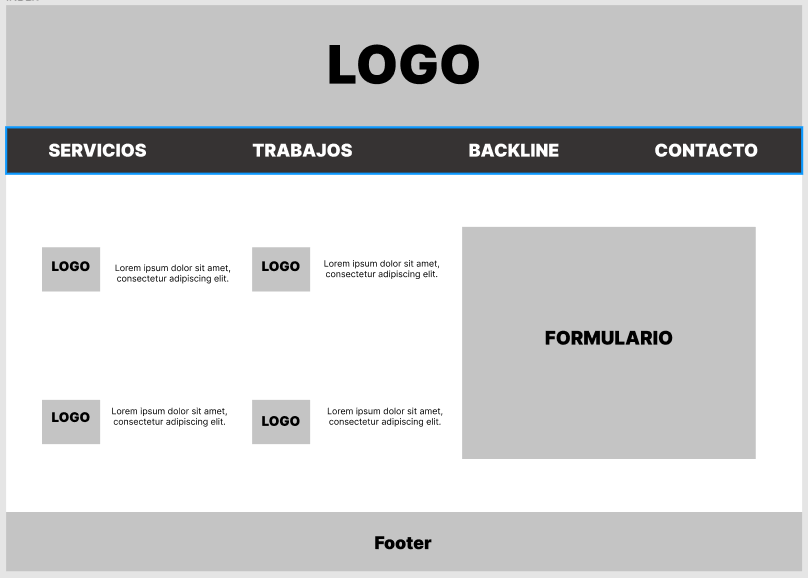 LOGO
SERVICIOS TRABAJOS BACKLINE CONTACTO
LOGO
Lorem ipsum dolor sit amet,
consectetur adipiscing elit.
LOGO
Lorem ipsum dolor sit amet,
consectetur adipiscing elit.
FORMULARIO
LOGO
Lorem ipsum dolor sit amet,
consectetur adipiscing elit.
LOGO
Lorem ipsum dolor sit amet,
consectetur adipiscing elit.
Footer